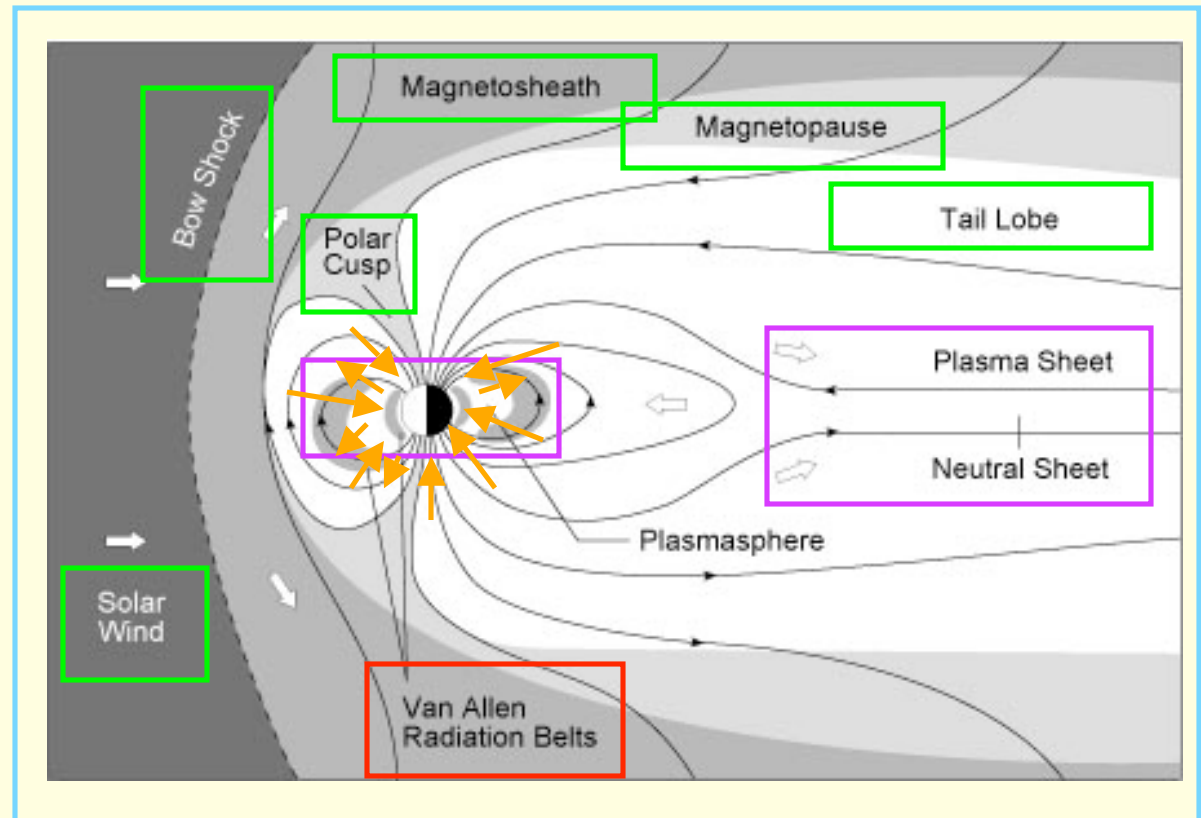 Magnetosheath
Magnetopause
Bow Shock
Tail Lobe
Polar
Cusp
Plasma Sheet
Neutral Sheet
Plasmasphere
Solar
Wind
Van Allen
Radiation Belts